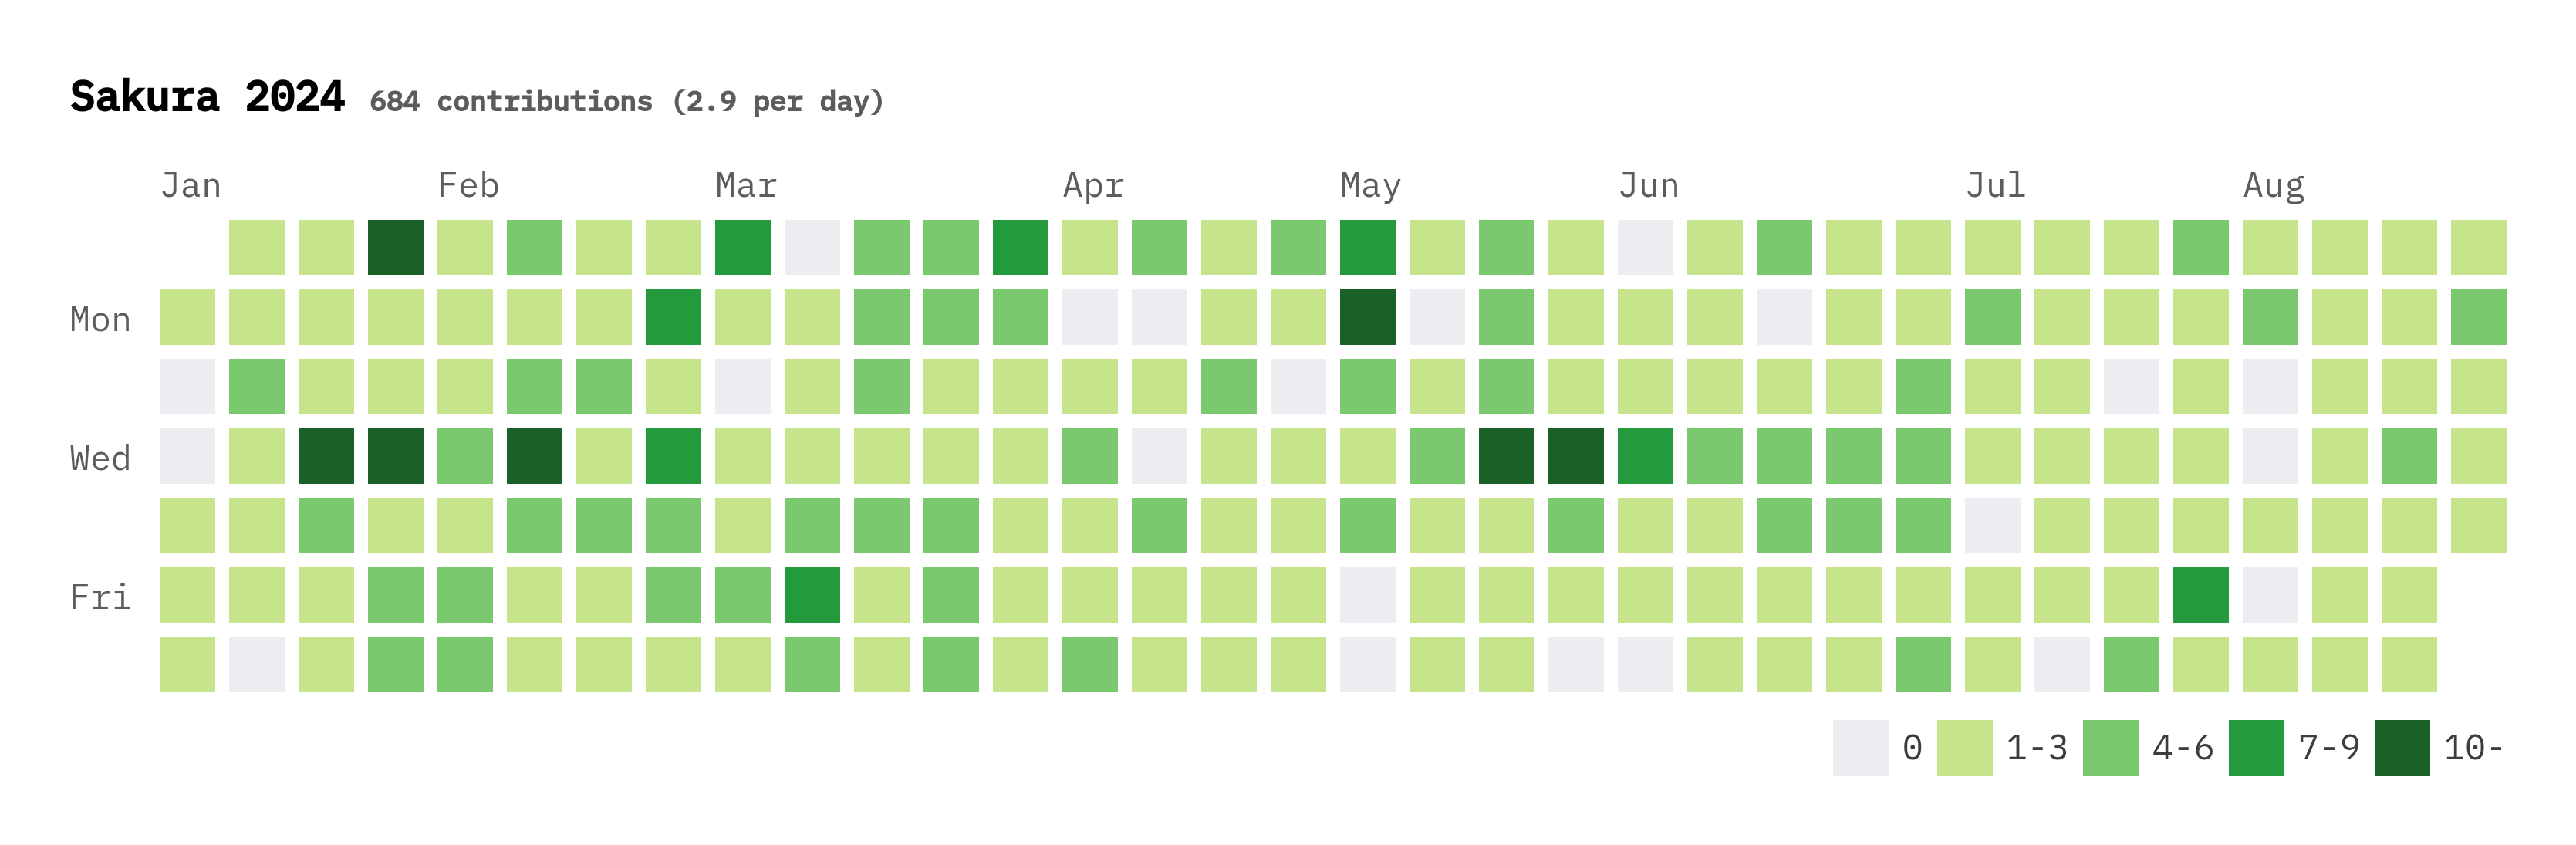 Sakura 2024 684 contributions (2.9 per day)
Jan Feb Mar Apr May Jun Jul Aug
Mon
Wed
Fri
0 1-3 4-6 7-9 10-